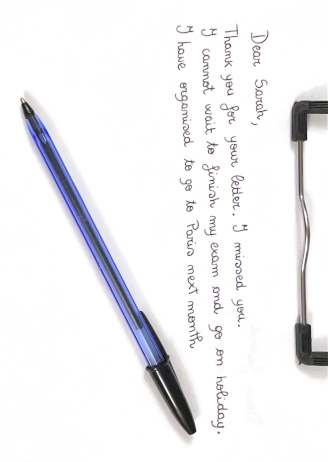 Dear Sarah,
Thank you for your letter. I missed you.
I cannot wait to finish my exam and go on holiday.
I have organised to go to Paris next month